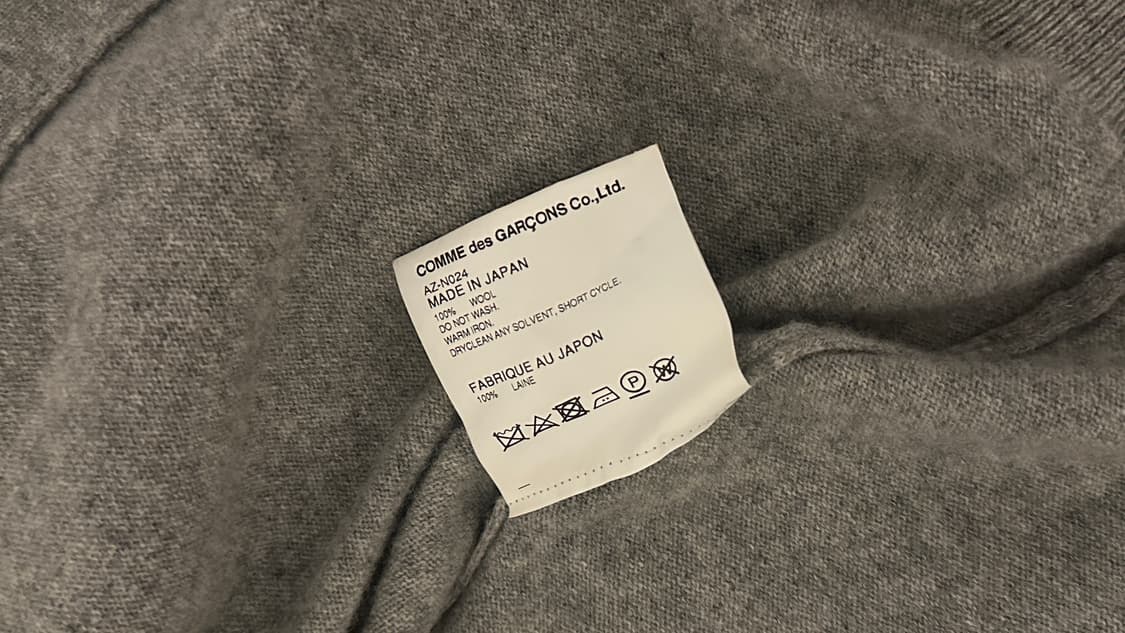 COMME des GARÇONS Co.,Ltd.
AZ-N024
MADE IN JAPAN
100% WOOL
DO NOT WASH.
WARM IRON.
DRYCLEAN ANY SOLVENT, SHORT CYCLE.
FABRIQUE AU JAPON
100% LAINE
P W